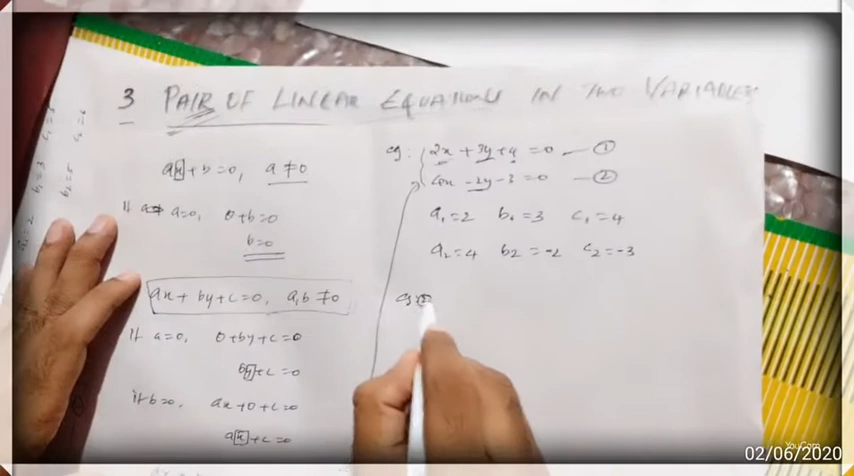 3 PAIR OF LINEAR EQUATIONS IN TWO VARIABLES
ax + b = 0, a ≠ 0
If a = 0, 0 + b = 0
b = 0
ax + by + c = 0, a, b ≠ 0
If a = 0, 0 + by + c = 0
by + c = 0
if b = 0, ax + 0 + c = 0
ax + c = 0
eg: 2x + 3y + 4 = 0 — ①
4x - 2y - 3 = 0 — ②
a₁ = 2 b₁ = 3 c₁ = 4
a₂ = 4 b2 = -2 c₂ = -3
eg:
YouCam
02/06/2020